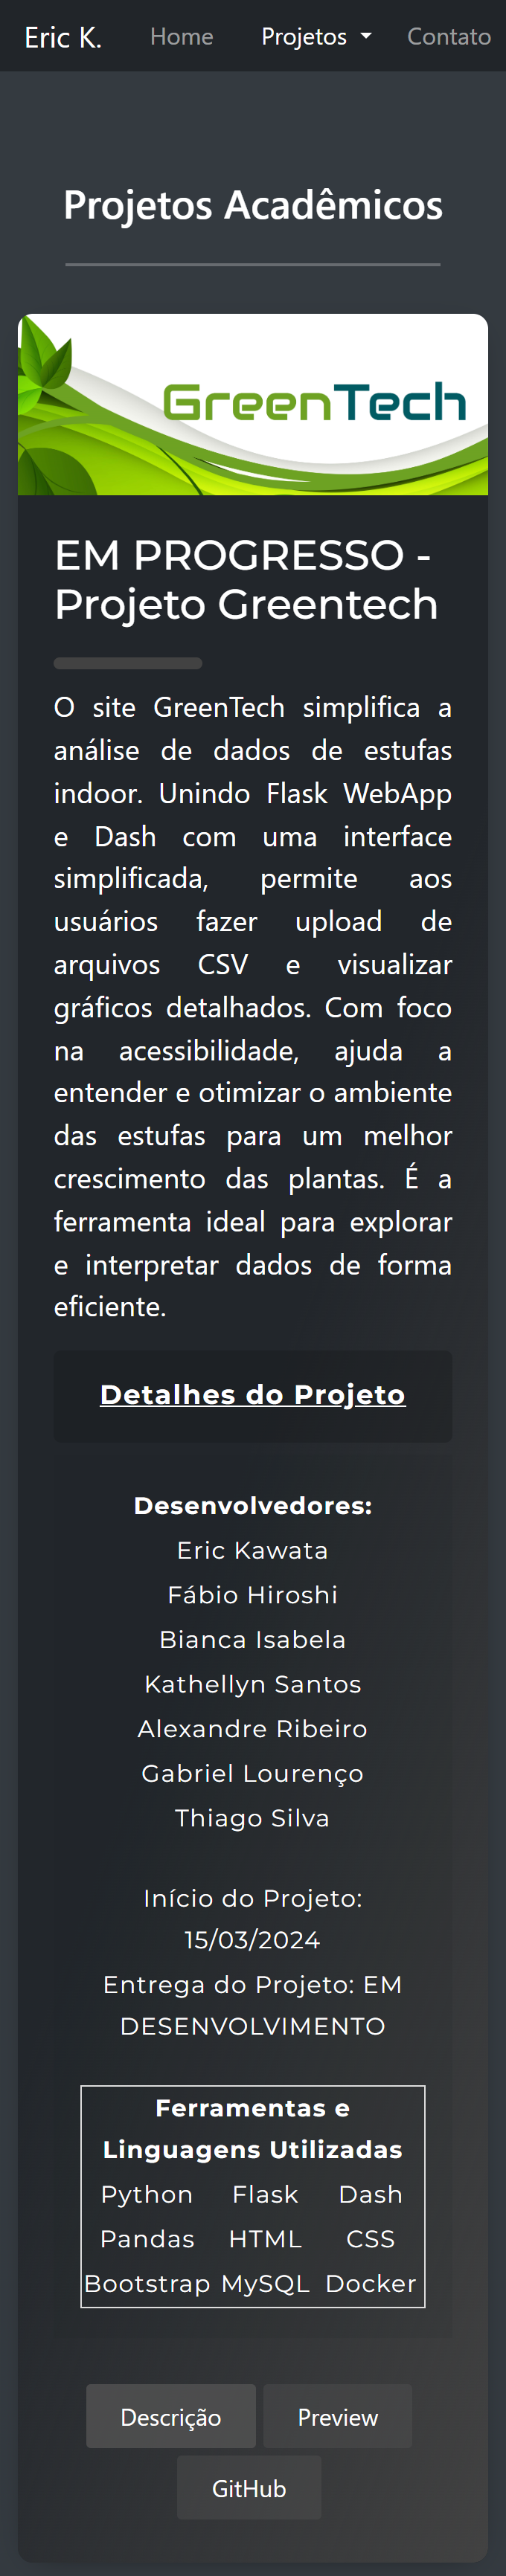 Eric K. Home Projetos Contato
Projetos Acadêmicos
GreenTech
EM PROGRESSO -
Projeto Greentech
O site GreenTech simplifica a
análise de dados de estufas
indoor. Unindo Flask WebApp
e Dash com uma interface
simplificada, permite aos
usuários fazer upload de
arquivos CSV e visualizar
gráficos detalhados. Com foco
na acessibilidade, ajuda a
entender e otimizar o ambiente
das estufas para um melhor
crescimento das plantas. É a
ferramenta ideal para explorar
e interpretar dados de forma
eficiente.
Detalhes do Projeto
Desenvolvedores:
Eric Kawata
Fábio Hiroshi
Bianca Isabela
Kathellyn Santos
Alexandre Ribeiro
Gabriel Lourenço
Thiago Silva
Início do Projeto:
15/03/2024
Entrega do Projeto: EM
DESENVOLVIMENTO
Ferramentas e
Linguagens Utilizadas
Python Flask Dash
Pandas HTML CSS
Bootstrap MySQL Docker
Descrição Preview
GitHub